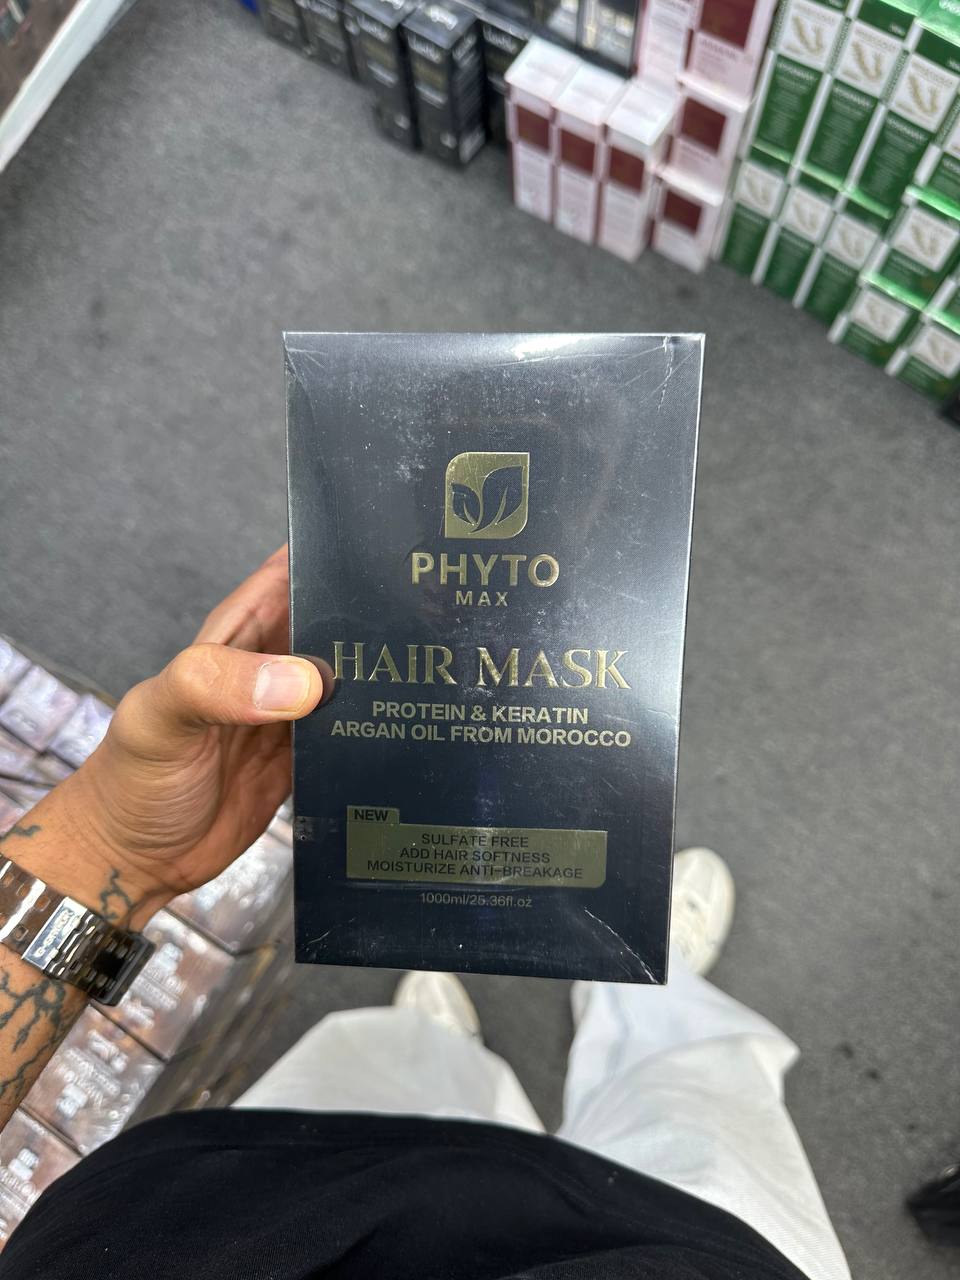 PHYTO
MAX
HAIR MASK
PROTEIN & KERATIN
ARGAN OIL FROM MOROCCO
NEW
SULFATE FREE
ADD HAIR SOFTNESS
MOISTURIZE ANTI-BREAKAGE
1000ml/25.36fl.oz
G-SHOCK